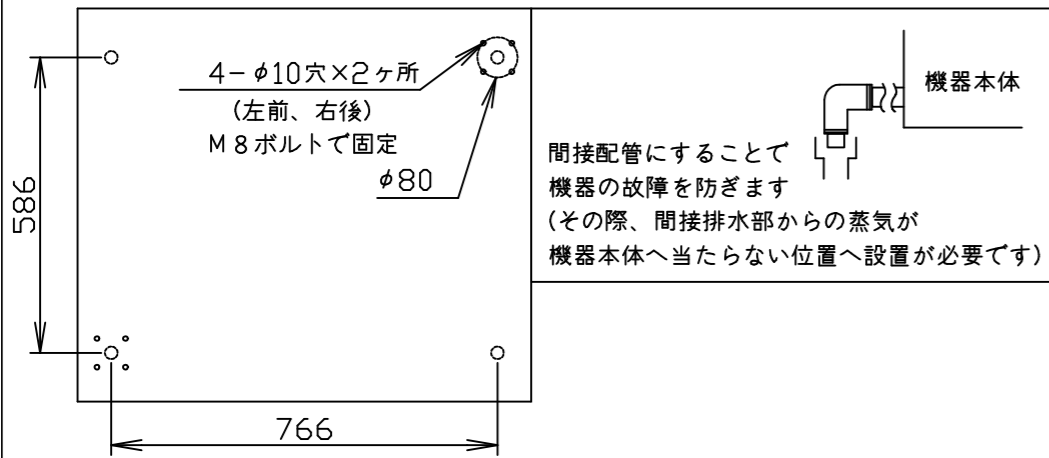 4-φ10穴×2ヶ所
(左前、右後)
M8ボルトで固定
φ80
586
766
機器本体
間接配管にすることで
機器の故障を防ぎます
(その際、間接排水部からの蒸気が
機器本体へ当たらない位置へ設置が必要です)